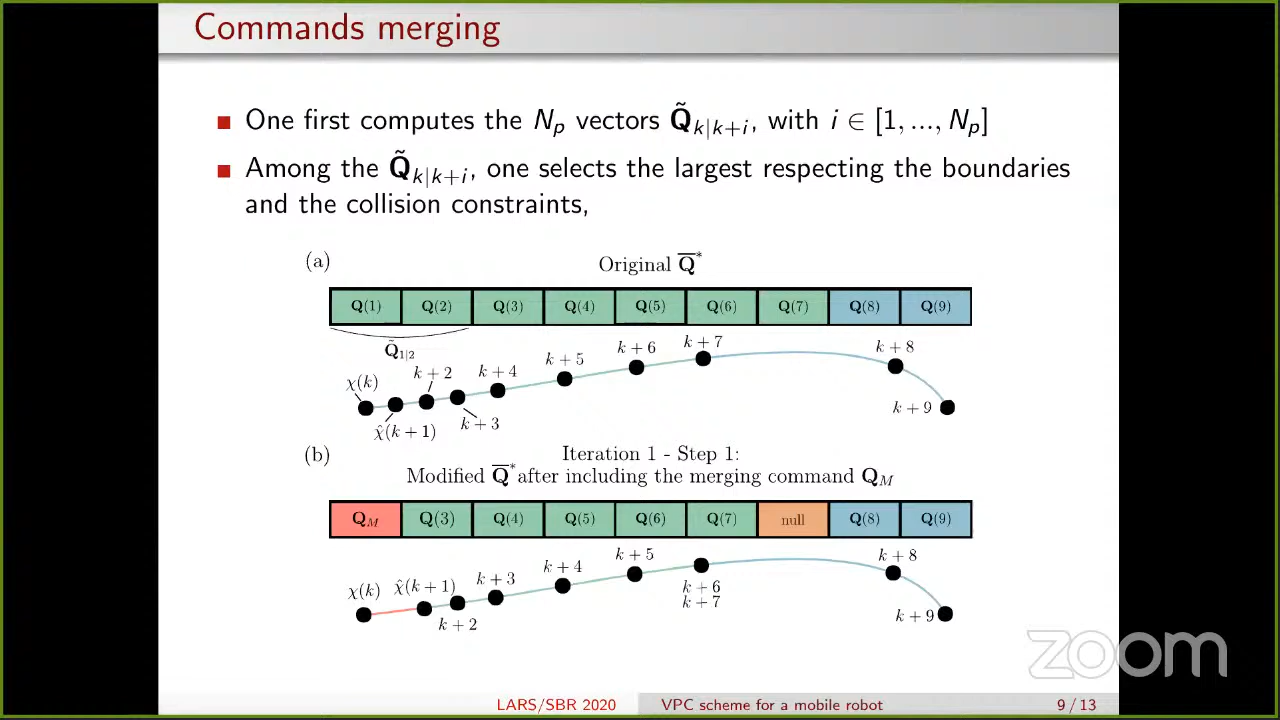 Commands merging
One first computes the N_p vectors Q̃_{k|k+i}, with i ∈ [1, ..., N_p]
Among the Q̃_{k|k+i}, one selects the largest respecting the boundaries
and the collision constraints,
(a)
Original Q̅*
Q(1) Q(2) Q(3) Q(4) Q(5) Q(6) Q(7) Q(8) Q(9)
Q̃_{1|2}
χ(k) χ̂(k + 1) k + 2 k + 3 k + 4 k + 5 k + 6 k + 7 k + 8 k + 9
(b)
Iteration 1 - Step 1:
Modified Q̅* after including the merging command Q_M
Q_M Q(3) Q(4) Q(5) Q(6) Q(7) null Q(8) Q(9)
χ(k) χ̂(k + 1) k + 2 k + 3 k + 4 k + 5 k + 6 k + 7 k + 8 k + 9
zoom
LARS/SBR 2020 VPC scheme for a mobile robot 9 / 13